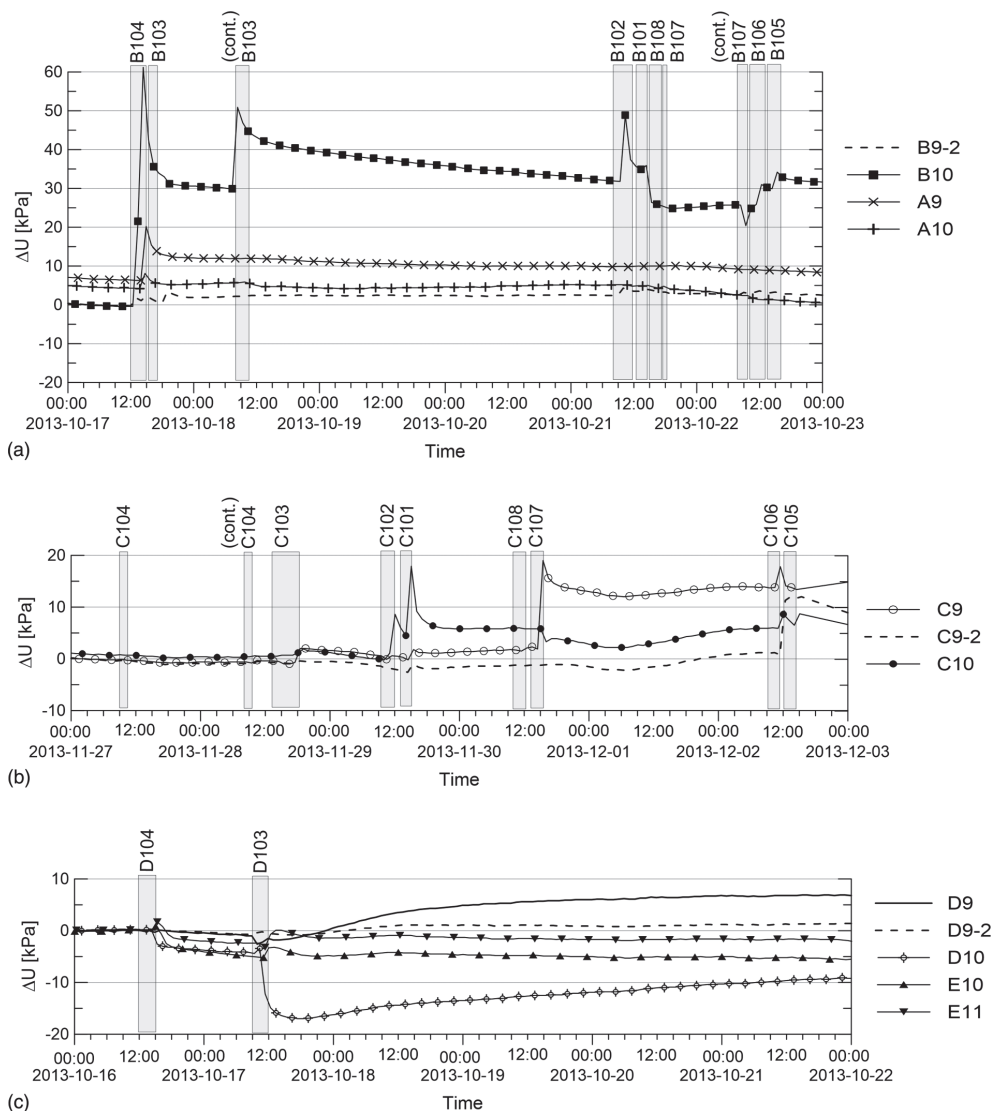 B104
B103
(cont.)
B103
B102
B101
B108
B107
(cont.)
B107
B106
B105
ΔU [kPa]
60
50
40
30
20
10
0
-10
-20
00:00 12:00 00:00 12:00 00:00 12:00 00:00 12:00 00:00 12:00 00:00 12:00 00:00
2013-10-17 2013-10-18 2013-10-19 2013-10-20 2013-10-21 2013-10-22 2013-10-23
Time
B9-2
B10
A9
A10
(a)
C104
(cont.)
C104
C103
C102
C101
C108
C107
C106
C105
ΔU [kPa]
20
10
0
-10
00:00 12:00 00:00 12:00 00:00 12:00 00:00 12:00 00:00 12:00 00:00 12:00 00:00
2013-11-27 2013-11-28 2013-11-29 2013-11-30 2013-12-01 2013-12-02 2013-12-03
Time
C9
C9-2
C10
(b)
D104
D103
ΔU [kPa]
10
0
-10
-20
00:00 12:00 00:00 12:00 00:00 12:00 00:00 12:00 00:00 12:00 00:00 12:00 00:00
2013-10-16 2013-10-17 2013-10-18 2013-10-19 2013-10-20 2013-10-21 2013-10-22
Time
D9
D9-2
D10
E10
E11
(c)